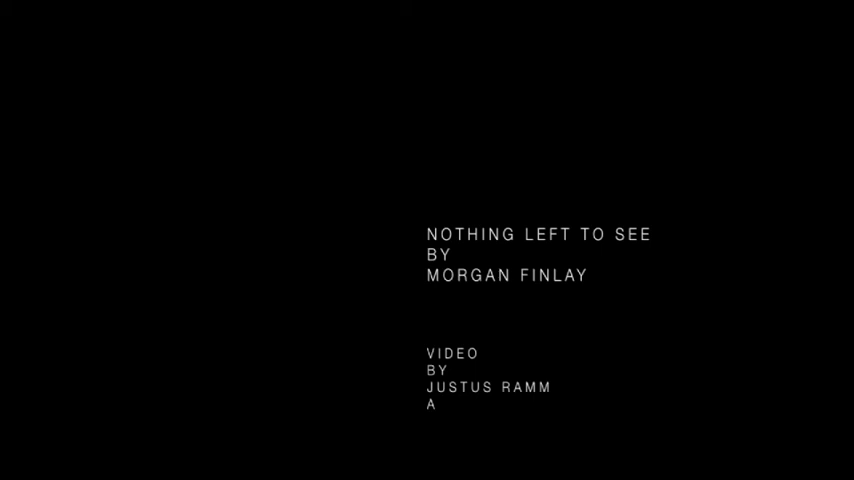 NOTHING LEFT TO SEE
BY
MORGAN FINLAY
VIDEO
BY
JUSTUS RAMM
A